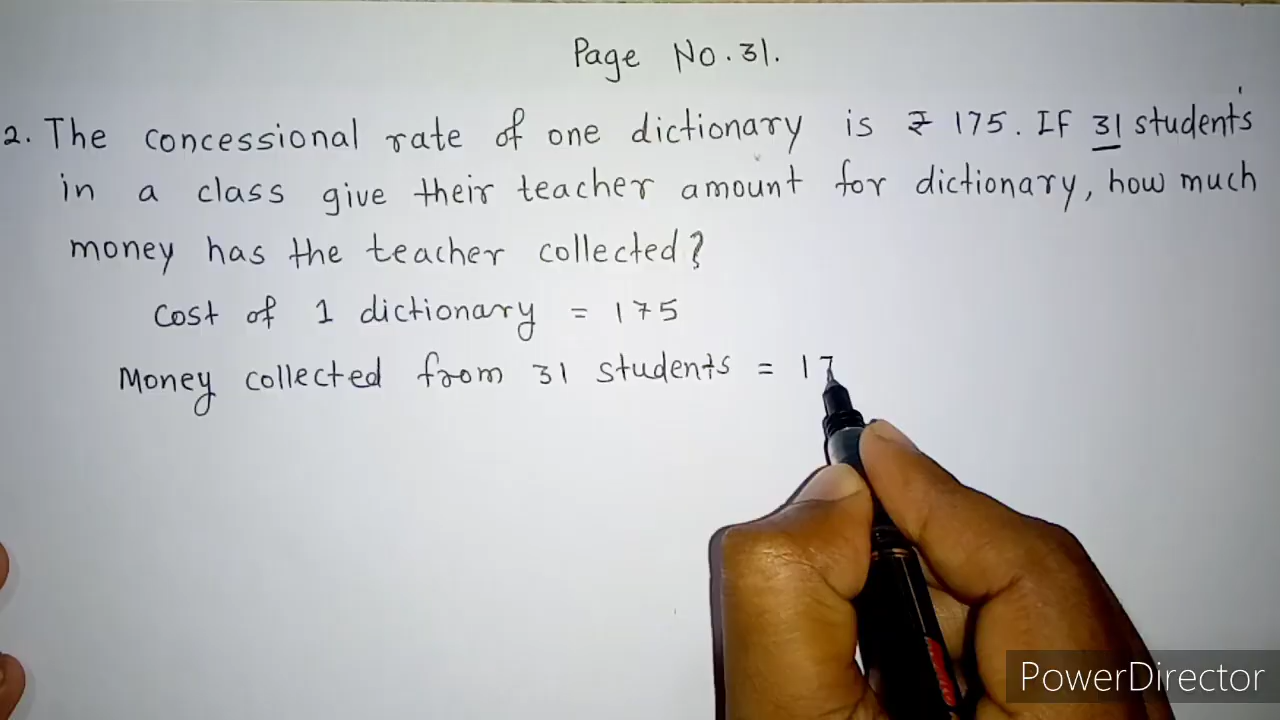 Page No. 31.
2. The concessional rate of one dictionary is ₹ 175. If 31 students
in a class give their teacher amount for dictionary, how much
money has the teacher collected?
Cost of 1 dictionary = 175
Money collected from 31 students = 17
PowerDirector